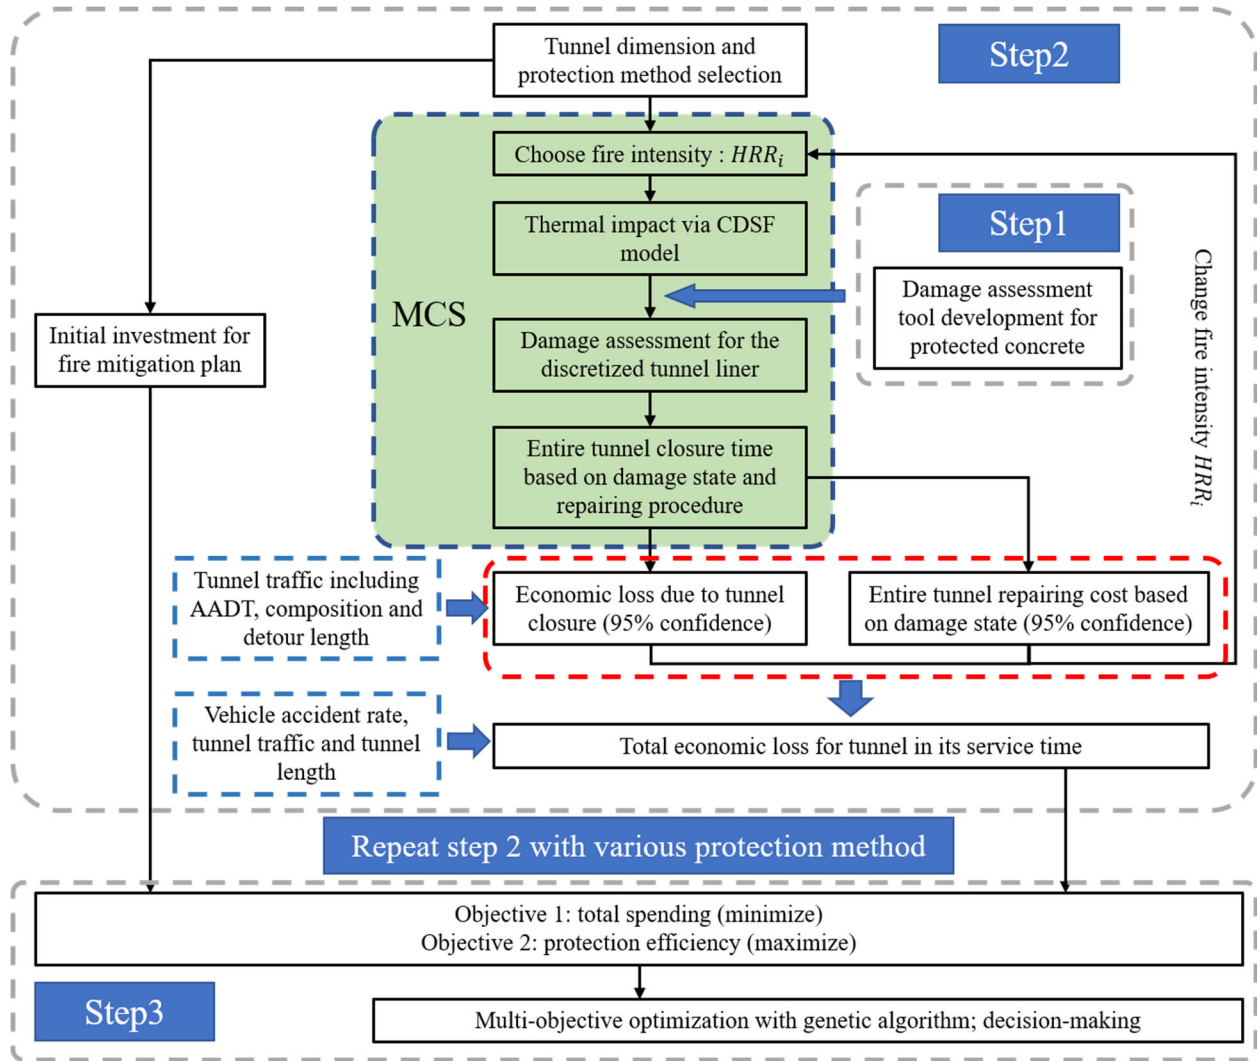 Tunnel dimension and
protection method selection
Step2
Choose fire intensity : HRR_i
Thermal impact via CDSF
model
Step1
Damage assessment
tool development for
protected concrete
Change fire intensity HRR_i
MCS
Initial investment for
fire mitigation plan
Damage assessment for the
discretized tunnel liner
Entire tunnel closure time
based on damage state and
repairing procedure
Tunnel traffic including
AADT, composition and
detour length
Economic loss due to tunnel
closure (95% confidence)
Entire tunnel repairing cost based
on damage state (95% confidence)
Vehicle accident rate,
tunnel traffic and tunnel
length
Total economic loss for tunnel in its service time
Repeat step 2 with various protection method
Objective 1: total spending (minimize)
Objective 2: protection efficiency (maximize)
Step3
Multi-objective optimization with genetic algorithm; decision-making